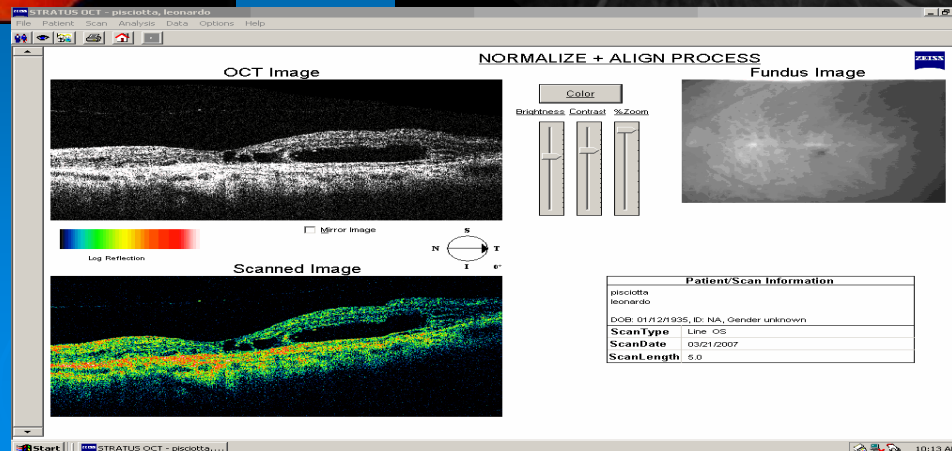 STRATUS OCT - pisciotta, leonardo
File Patient Scan Analysis Data Options Help
NORMALIZE + ALIGN PROCESS
ZEISS
OCT Image
Fundus Image
Color
Brightness Contrast %Zoom
Mirror Image
Log Reflection
S
N T
I 0°
Scanned Image
Patient/Scan Information
pisciotta
leonardo
DOB: 01/12/1935, ID: NA, Gender unknown
ScanType Line OS
ScanDate 03/21/2007
ScanLength 5.0
Start STRATUS OCT - pisciotta,... 10:13 A